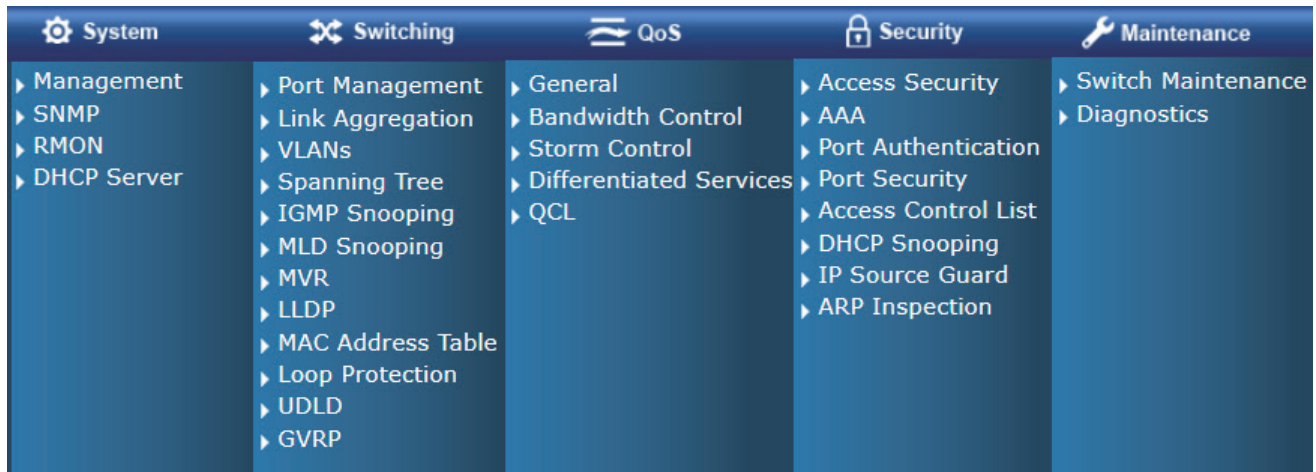 System
Management
SNMP
RMON
DHCP Server
Switching
Port Management
Link Aggregation
VLANs
Spanning Tree
IGMP Snooping
MLD Snooping
MVR
LLDP
MAC Address Table
Loop Protection
UDLD
GVRP
QoS
General
Bandwidth Control
Storm Control
Differentiated Services
QCL
Security
Access Security
AAA
Port Authentication
Port Security
Access Control List
DHCP Snooping
IP Source Guard
ARP Inspection
Maintenance
Switch Maintenance
Diagnostics